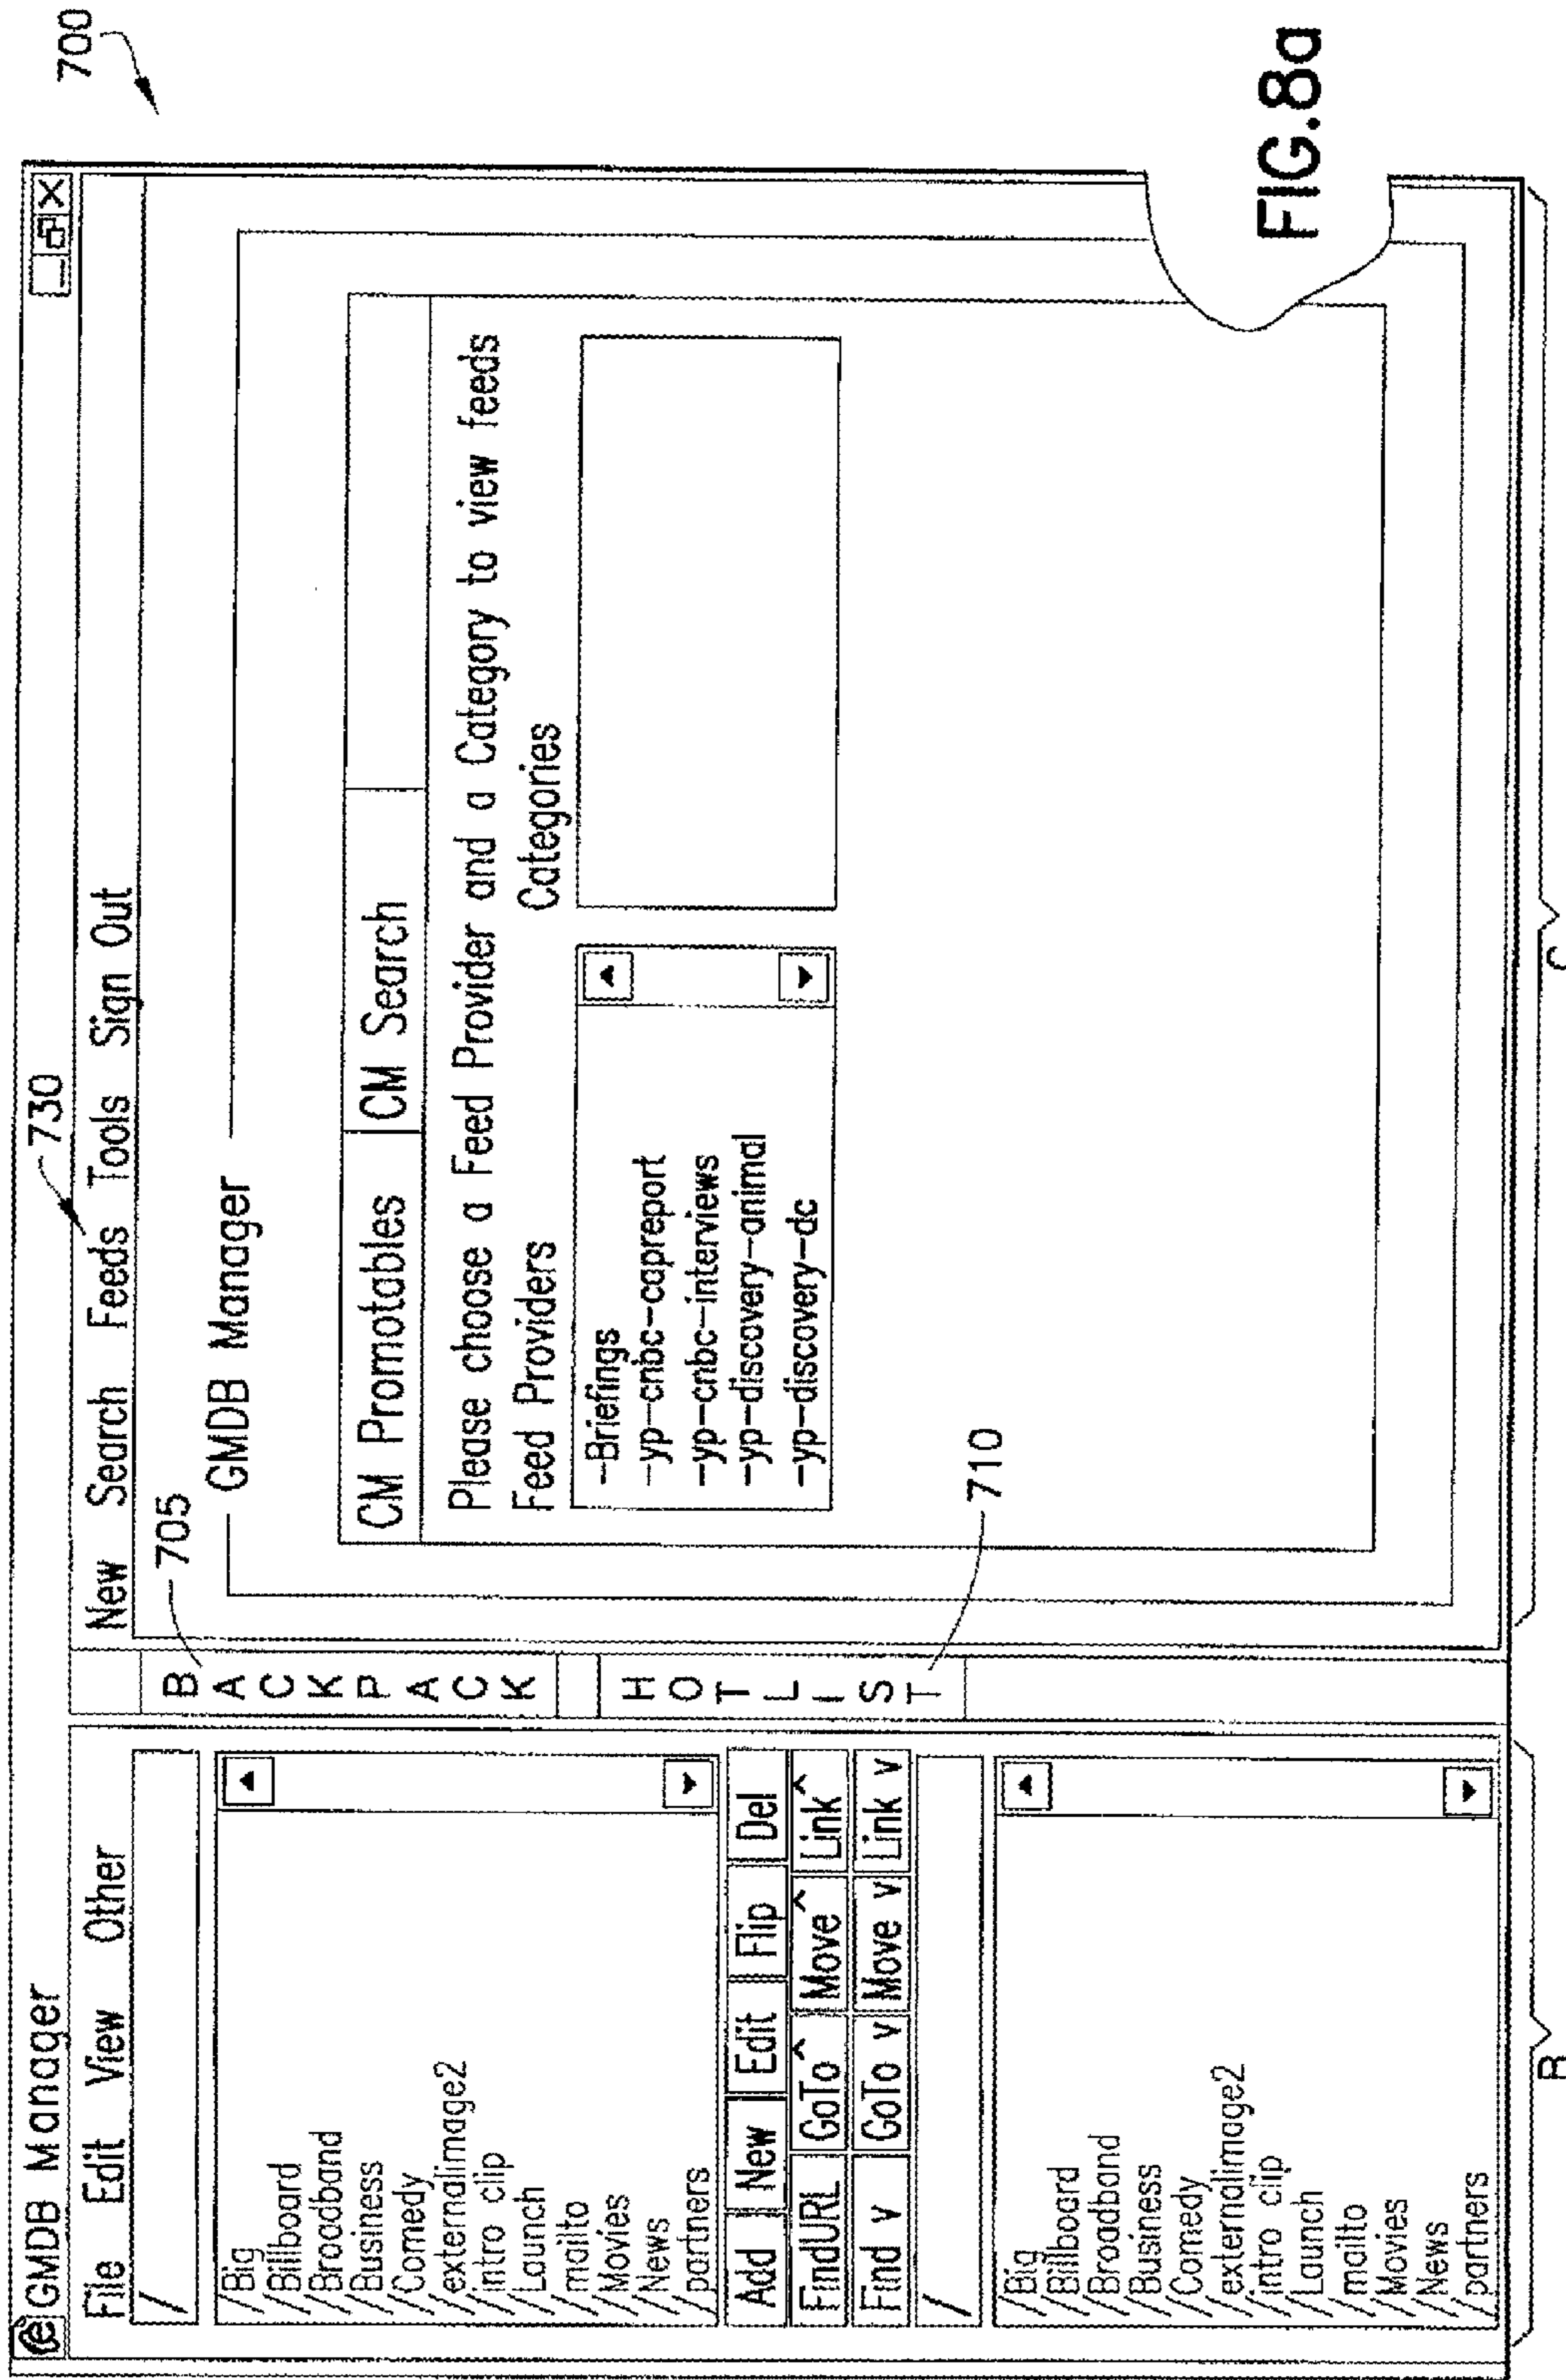 700
GMDB Manager
File Edit View Other
/
/Big
/Billboard
/Broadband
/Business
/Comedy
/externalimage2
/intro clip
/Launch
/mailto
/Movies
/News
/partners
Add New Edit Flip Del
FindURL GoTo ^ Move ^ Link ^
Find v GoTo v Move v Link v
/
/Big
/Billboard
/Broadband
/Business
/Comedy
/externalimage2
/intro clip
/Launch
/mailto
/Movies
/News
/partners
B
BACKPACK
705
HOTLIST
710
730
New Search Feeds Tools Sign Out
GMDB Manager
CM Promotables CM Search
Please choose a Feed Provider and a Category to view feeds
Feed Providers Categories
-Briefings
-yp-cnbc-capreport
-yp-cnbc-interviews
-yp-discovery-animal
-yp-discovery-dc
C
FIG.8a